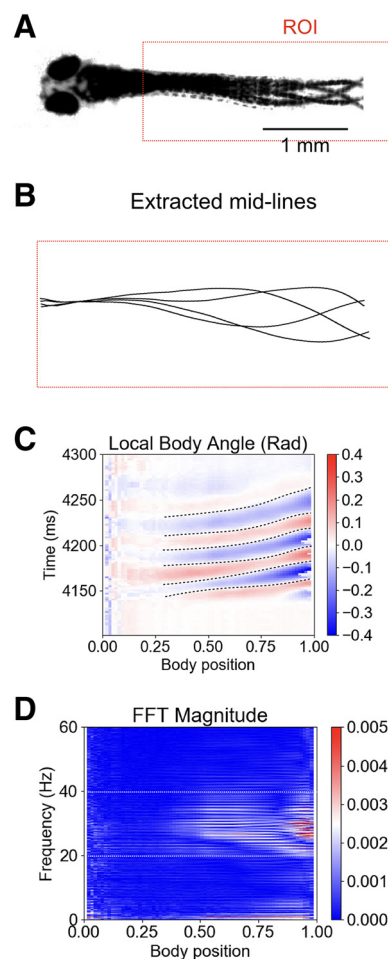 A
ROI
1 mm
B
Extracted mid-lines
C
Local Body Angle (Rad)
4300
4250
4200
4150
Time (ms)
0.00 0.25 0.50 0.75 1.00
Body position
0.4
0.3
0.2
0.1
0.0
−0.1
−0.2
−0.3
−0.4
D
FFT Magnitude
60
40
20
0
Frequency (Hz)
0.00 0.25 0.50 0.75 1.00
Body position
0.005
0.004
0.003
0.002
0.001
0.000